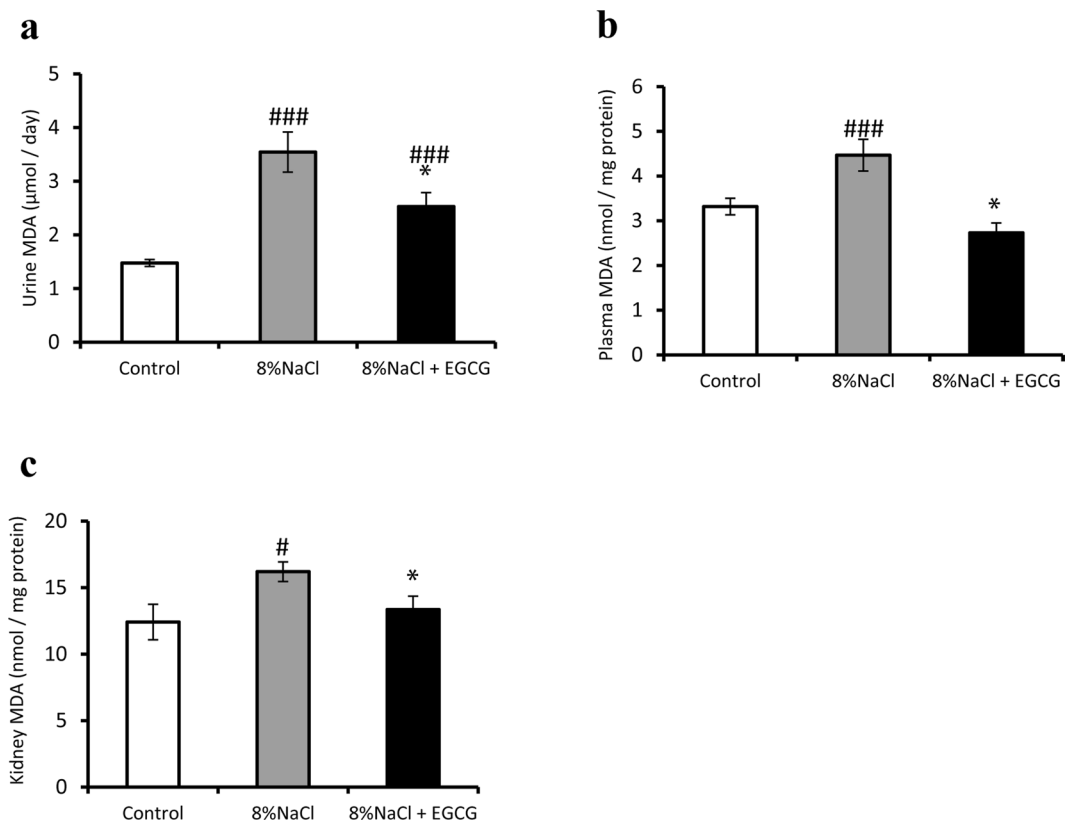 a
Urine MDA (μmol / day)
5
4
3
2
1
0
###
###
*
Control
8%NaCl
8%NaCl + EGCG
b
Plasma MDA (nmol / mg protein)
6
5
4
3
2
1
0
###
*
Control
8%NaCl
8%NaCl + EGCG
c
Kidney MDA (nmol / mg protein)
20
15
10
5
0
#
*
Control
8%NaCl
8%NaCl + EGCG